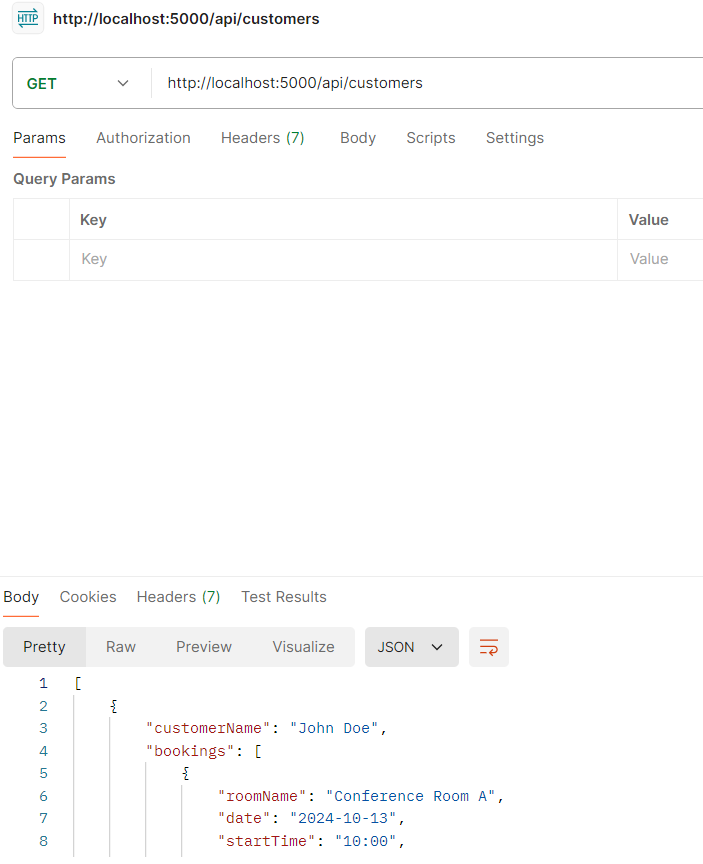 HTTP http://localhost:5000/api/customers
GET http://localhost:5000/api/customers
Params Authorization Headers (7) Body Scripts Settings
Query Params
Key Value
Key Value
Body Cookies Headers (7) Test Results
Pretty Raw Preview Visualize JSON
1 [
2 {
3 "customerName": "John Doe",
4 "bookings": [
5 {
6 "roomName": "Conference Room A",
7 "date": "2024-10-13",
8 "startTime": "10:00",